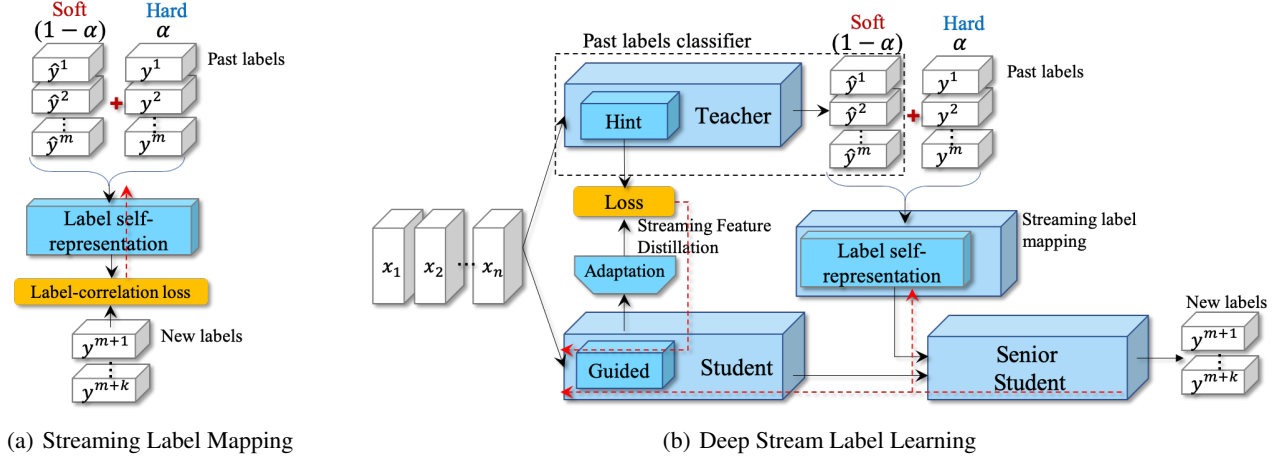 Soft Hard
(1 − α) α
ŷ¹ y¹ Past labels
ŷ² + y²
⋮ ⋮
ŷᵐ yᵐ
Label self-
representation
Label-correlation loss
yᵐ⁺¹ New labels
⋮
yᵐ⁺ᵏ
(a) Streaming Label Mapping
Soft Hard
Past labels classifier (1 − α) α
ŷ¹ y¹ Past labels
Teacher ŷ² + y²
Hint ⋮ ⋮
ŷᵐ yᵐ
Loss
Streaming Feature
Distillation
Streaming label
mapping
Label self-
representation
x₁ x₂ ⋯ xₙ
Adaptation
New labels
yᵐ⁺¹
⋮
yᵐ⁺ᵏ
Guided Student
Senior
Student
(b) Deep Stream Label Learning